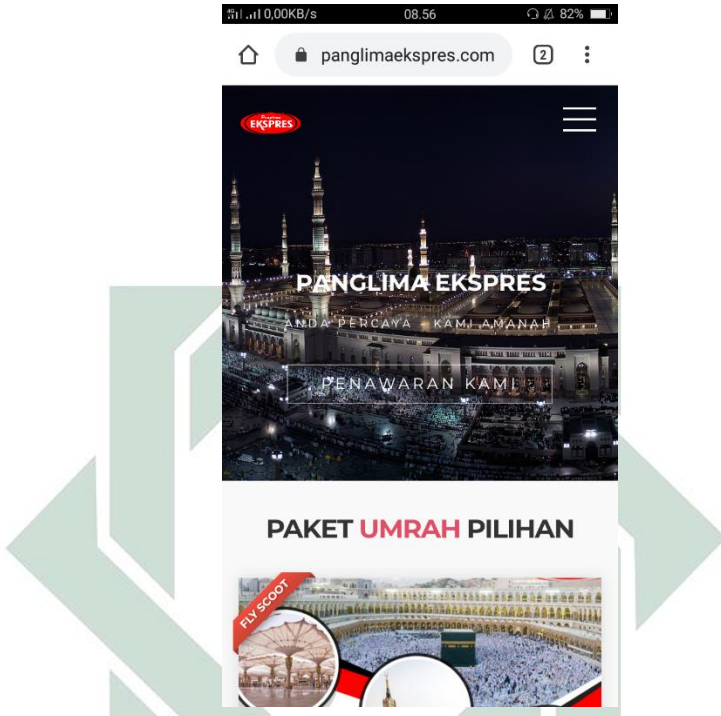 0,00KB/s 08.56 82%
panglimaekspres.com 2
Panglima
EKSPRES
PANGLIMA EKSPRES
ANDA PERCAYA - KAMI AMANAH
PENAWARAN KAMI
PAKET UMRAH PILIHAN
FLY SCOOT